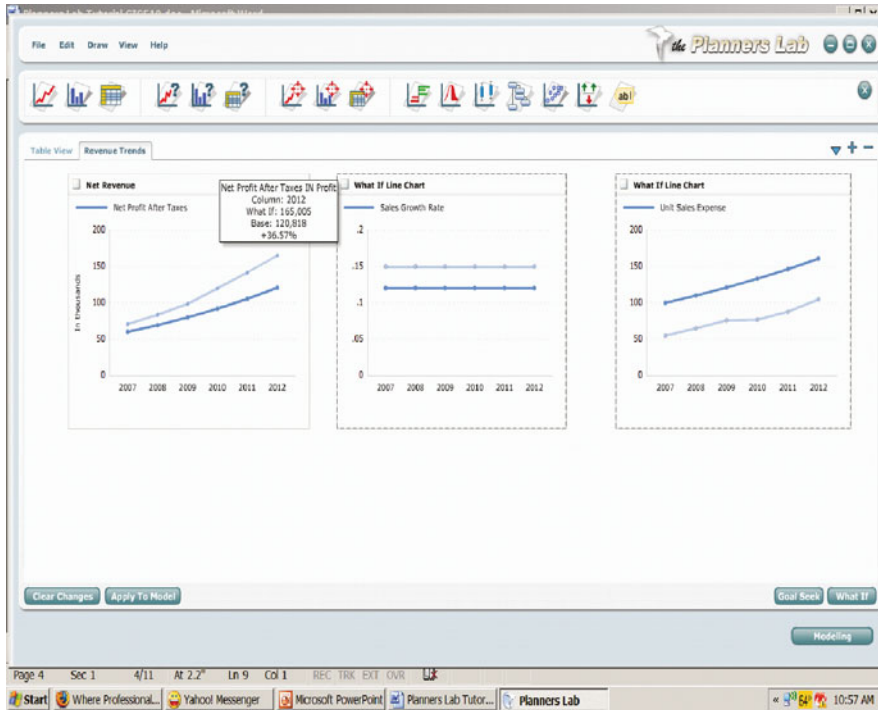 File Edit Draw View Help
the Planners Lab
abl
Table View Revenue Trends
Net Revenue
Net Profit After Taxes
200
150
100
50
0
In thousands
2007 2008 2009 2010 2011 2012
Net Profit After Taxes IN Profit
Column: 2012
What If: 165,005
Base: 120,818
+36.57%
What If Line Chart
Sales Growth Rate
.2
.15
.1
.05
0
2007 2008 2009 2010 2011 2012
What If Line Chart
Unit Sales Expense
200
150
100
50
0
2007 2008 2009 2010 2011 2012
Clear Changes Apply To Model
Goal Seek What If
Modeling
Page 4 Sec 1 4/11 At 2.2" Ln 9 Col 1 REC TRK EXT OVR
Start Where Professional... Yahoo! Messenger Microsoft PowerPoint Planners Lab Tutor... Planners Lab « 64° 10:57 AM